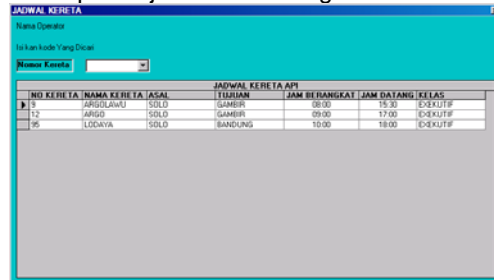 JADWAL KERETA
Nama Operator
Isi kan kode Yang Dicari
Nomor Kereta
JADWAL KERETA API
NO KERETA NAMA KERETA ASAL TUJUAN JAM BERANGKAT JAM DATANG KELAS
9 ARGOLAWU SOLO GAMBIR 08:00 15:30 EXEKUTIF
12 ARGO SOLO GAMBIR 09:00 17:00 EXEKUTIF
95 LODAYA SOLO BANDUNG 10:00 18:00 EXEKUTIF